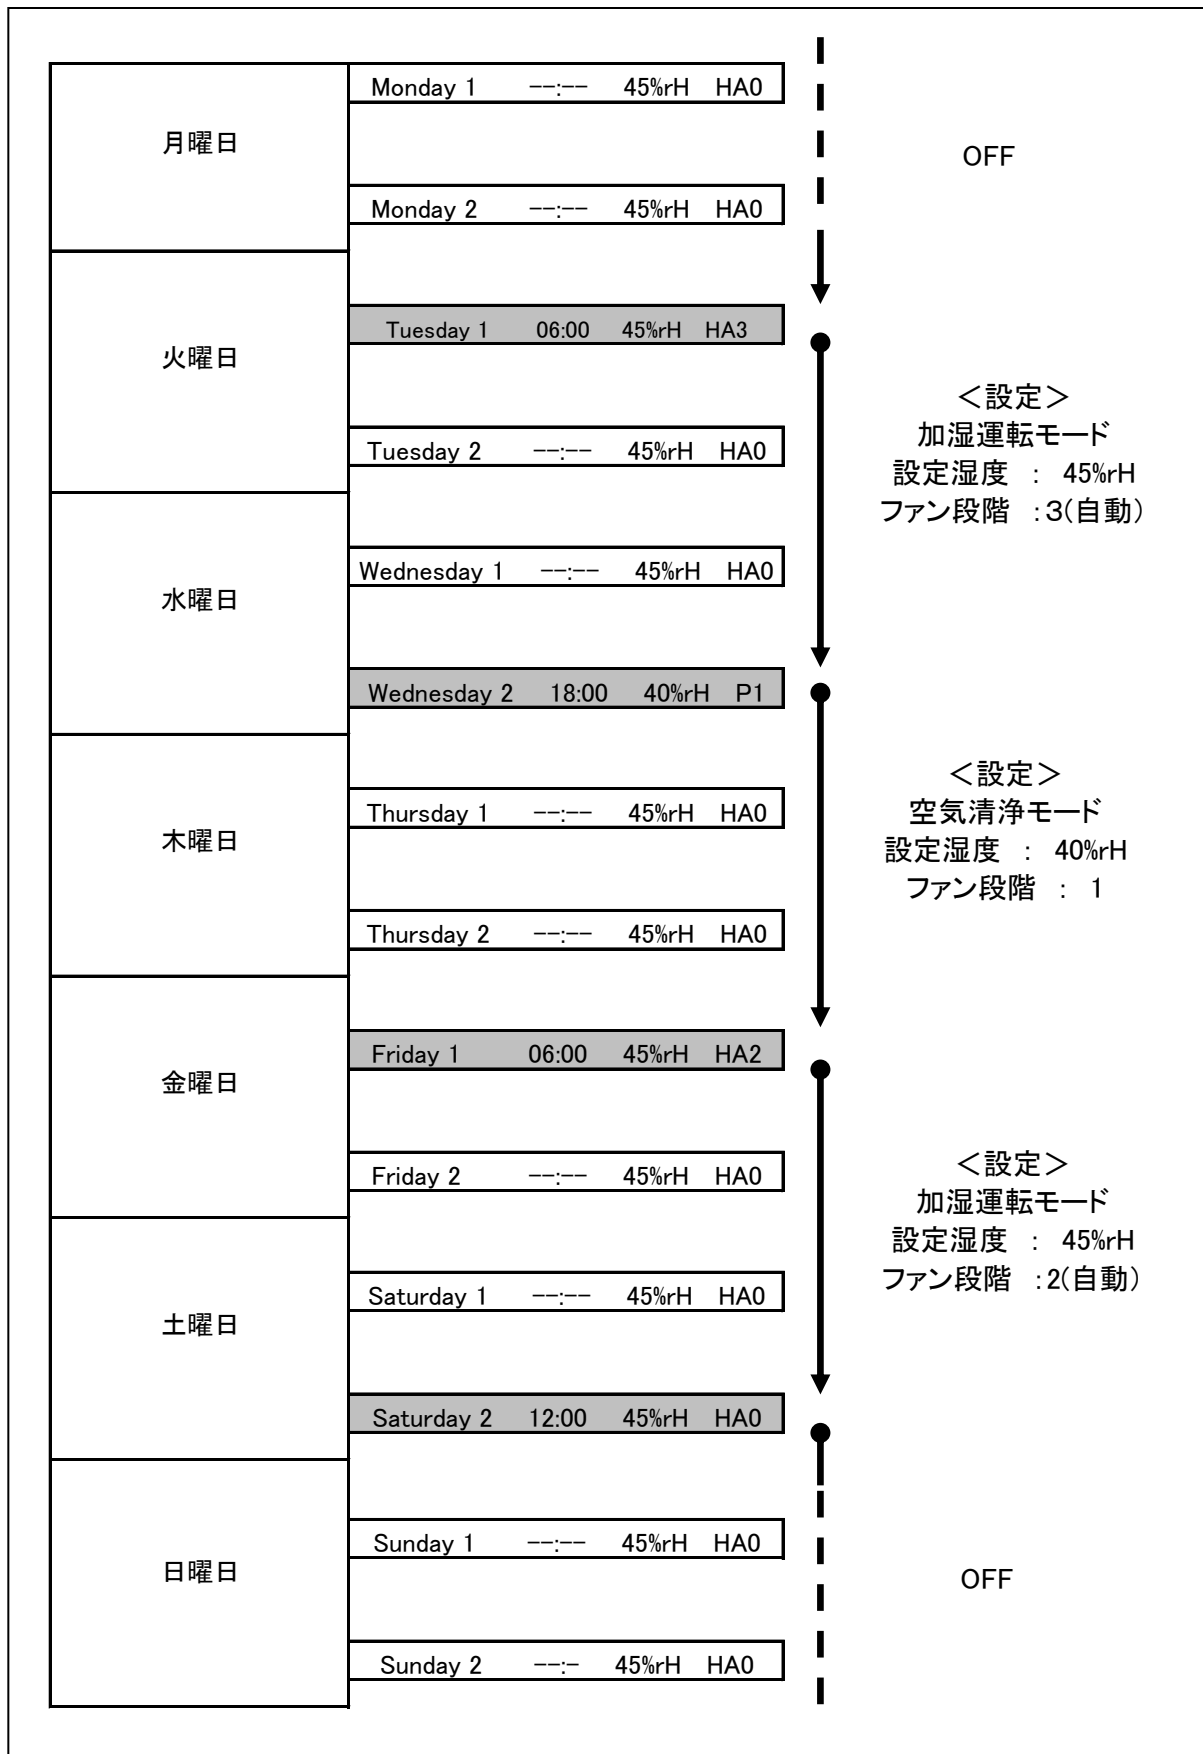 月曜日
Monday 1 --:-- 45%rH HA0
Monday 2 --:-- 45%rH HA0
OFF
火曜日
Tuesday 1 06:00 45%rH HA3
Tuesday 2 --:-- 45%rH HA0
<設定>
加湿運転モード
設定湿度 : 45%rH
ファン段階 :3(自動)
水曜日
Wednesday 1 --:-- 45%rH HA0
Wednesday 2 18:00 40%rH P1
木曜日
Thursday 1 --:-- 45%rH HA0
Thursday 2 --:-- 45%rH HA0
<設定>
空気清浄モード
設定湿度 : 40%rH
ファン段階 : 1
金曜日
Friday 1 06:00 45%rH HA2
Friday 2 --:-- 45%rH HA0
<設定>
加湿運転モード
設定湿度 : 45%rH
ファン段階 :2(自動)
土曜日
Saturday 1 --:-- 45%rH HA0
Saturday 2 12:00 45%rH HA0
日曜日
Sunday 1 --:-- 45%rH HA0
Sunday 2 --:- 45%rH HA0
OFF